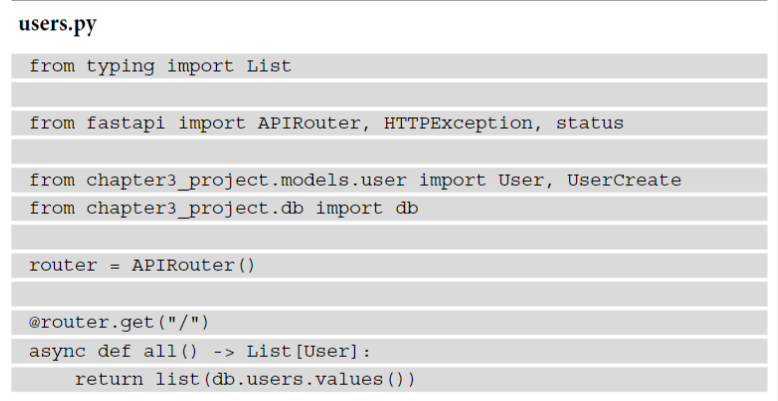 users.py
from typing import List
from fastapi import APIRouter, HTTPException, status
from chapter3_project.models.user import User, UserCreate
from chapter3_project.db import db
router = APIRouter()
@router.get("/")
async def all() -> List[User]:
    return list(db.users.values())